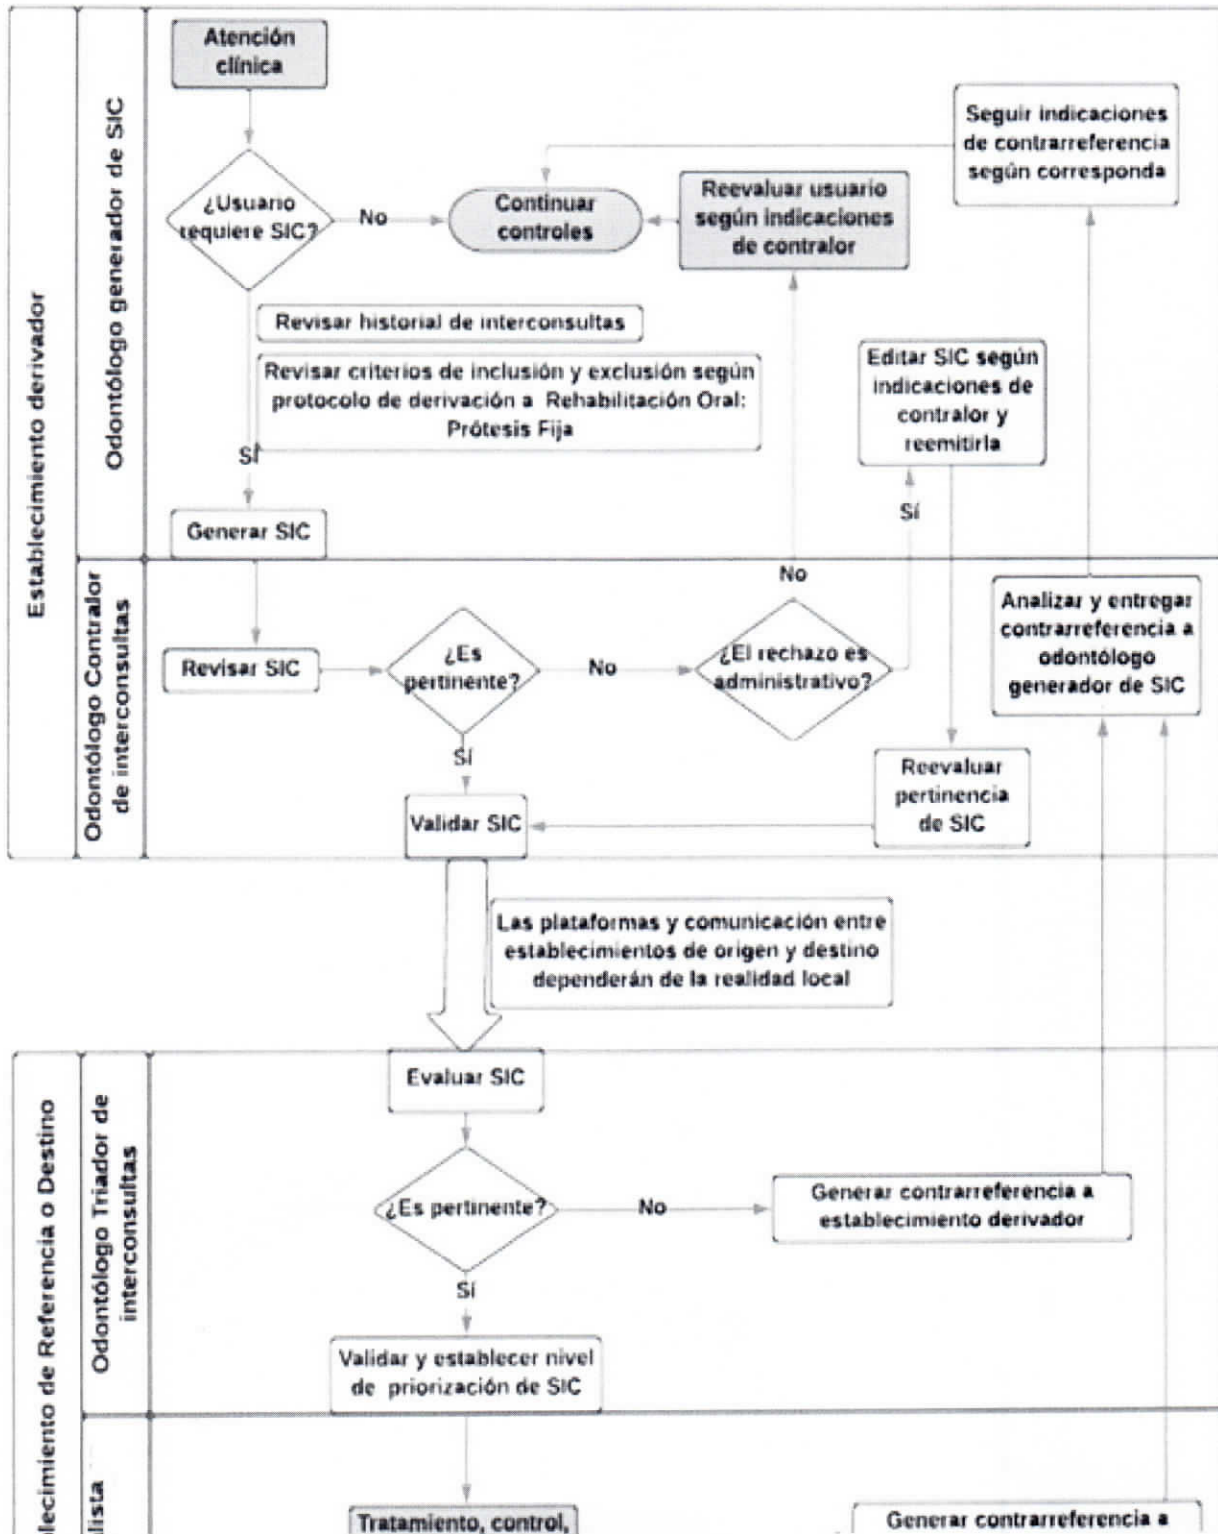 Establecimiento derivador
Odontólogo generador de SIC
Atención
clínica
¿Usuario
requiere SIC?
No
Continuar
controles
Reevaluar usuario
según indicaciones
de contralor
Seguir indicaciones
de contrarreferencia
según corresponda
Revisar historial de interconsultas
Revisar criterios de inclusión y exclusión según
protocolo de derivación a Rehabilitación Oral:
Prótesis Fija
Sí
Generar SIC
Editar SIC según
indicaciones de
contralor y
reemitirla
Sí
Odontólogo Contralor
de interconsultas
Revisar SIC
¿Es
pertinente?
No
¿El rechazo es
administrativo?
No
Analizar y entregar
contrarreferencia a
odontólogo
generador de SIC
Sí
Validar SIC
Reevaluar
pertinencia
de SIC
Las plataformas y comunicación entre
establecimientos de origen y destino
dependerán de la realidad local
lecimiento de Referencia o Destino
Odontólogo Triador de
interconsultas
Evaluar SIC
¿Es pertinente?
No
Generar contrarreferencia a
establecimiento derivador
Sí
Validar y establecer nivel
de priorización de SIC
lista
Tratamiento, control,
Generar contrarreferencia a